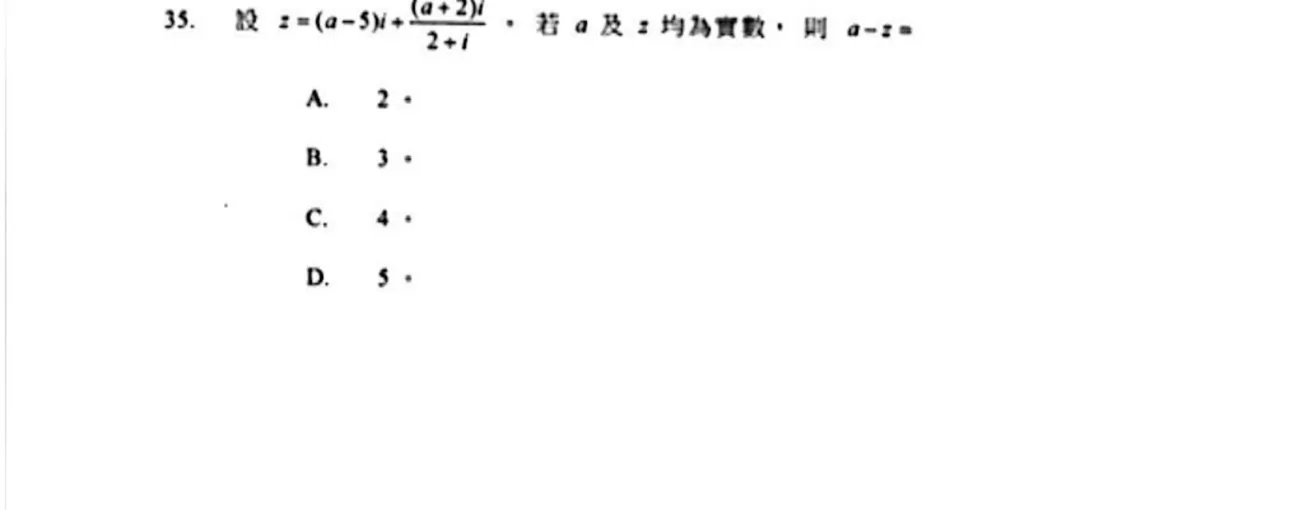 35. 設 z = (a−5)i + (a+2)i / 2+i 。若 a 及 z 均為實數，則 a − z =
A. 2。
B. 3。
C. 4。
D. 5。